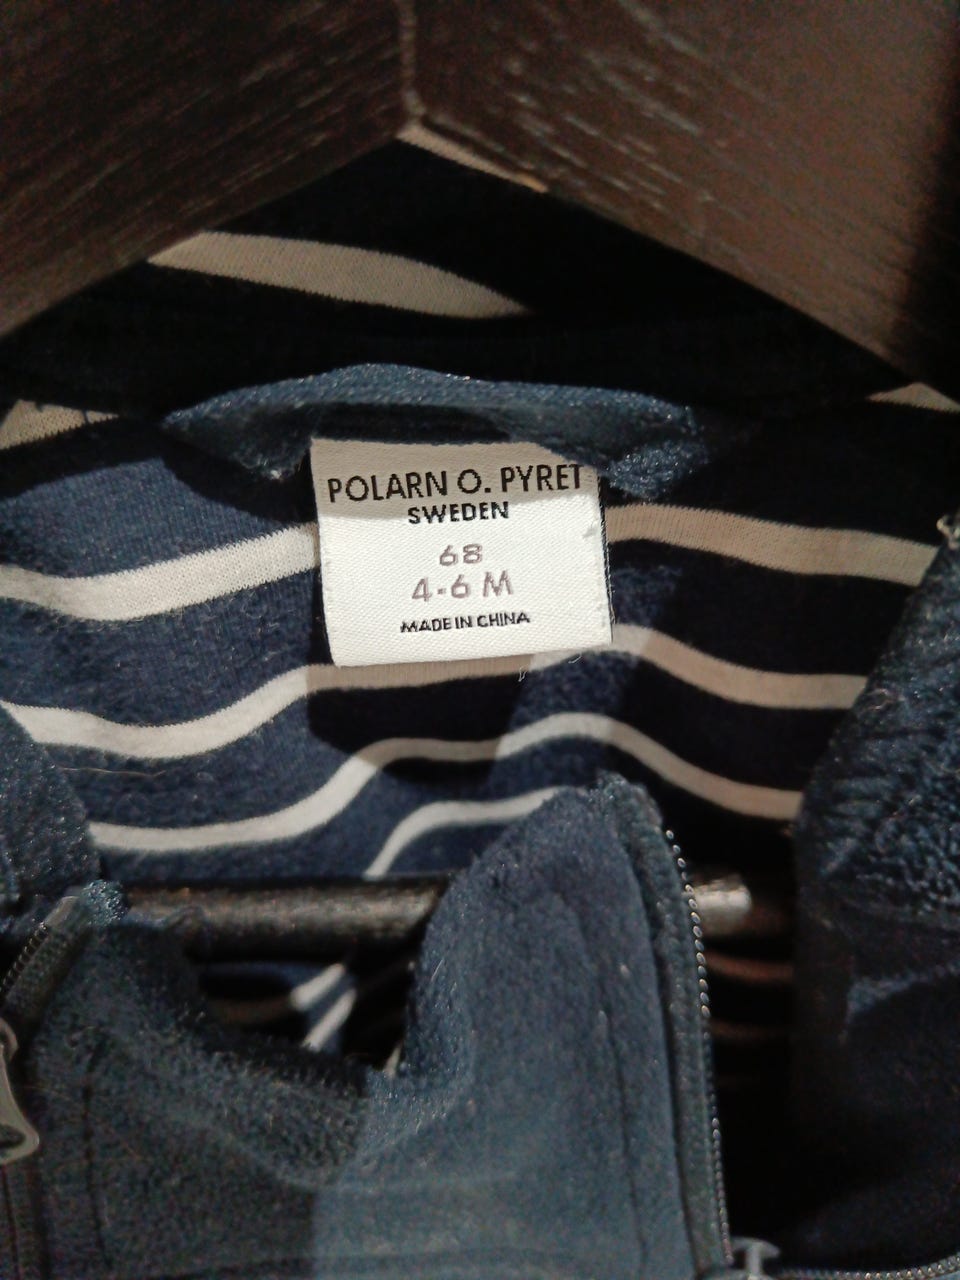 POLARN O. PYRET
SWEDEN
68
4-6 M
MADE IN CHINA